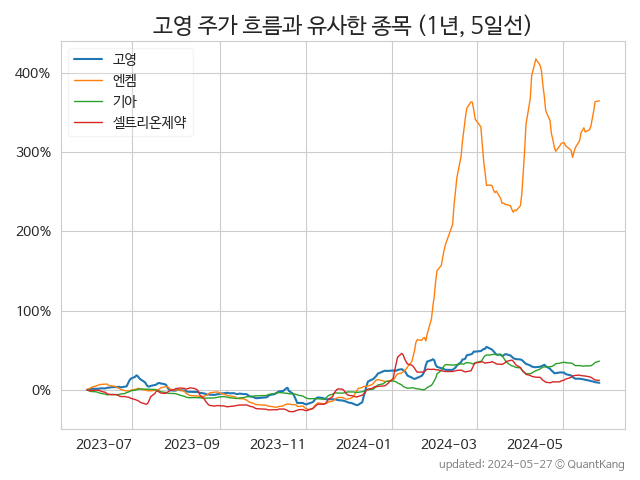 고영 주가 흐름과 유사한 종목 (1년, 5일선)
고영
엔켐
기아
셀트리온제약
400%
300%
200%
100%
0%
2023-07 2023-09 2023-11 2024-01 2024-03 2024-05
updated: 2024-05-27 © QuantKang